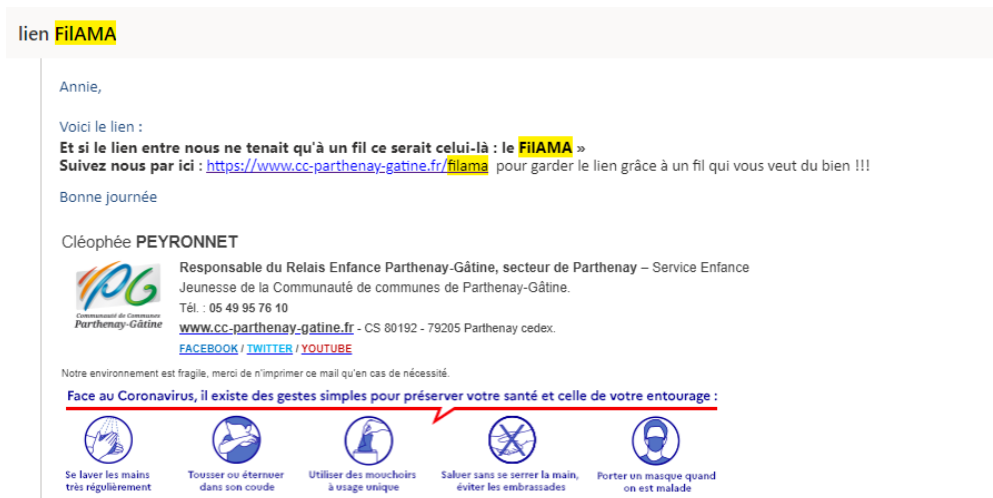 lien FilAMA
Annie,
Voici le lien :
Et si le lien entre nous ne tenait qu'à un fil ce serait celui-là : le FilAMA »
Suivez nous par ici : https://www.cc-parthenay-gatine.fr/filama pour garder le lien grâce à un fil qui vous veut du bien !!!
Bonne journée
Cléophée PEYRONNET
Responsable du Relais Enfance Parthenay-Gâtine, secteur de Parthenay – Service Enfance
Jeunesse de la Communauté de communes de Parthenay-Gâtine.
Tél. : 05 49 95 76 10
www.cc-parthenay-gatine.fr - CS 80192 - 79205 Parthenay cedex.
FACEBOOK / TWITTER / YOUTUBE
Communauté de Communes
Parthenay-Gâtine
Notre environnement est fragile, merci de n'imprimer ce mail qu'en cas de nécessité.
Face au Coronavirus, il existe des gestes simples pour préserver votre santé et celle de votre entourage :
Se laver les mains
très régulièrement
Tousser ou éternuer
dans son coude
Utiliser des mouchoirs
à usage unique
Saluer sans se serrer la main,
éviter les embrassades
Porter un masque quand
on est malade